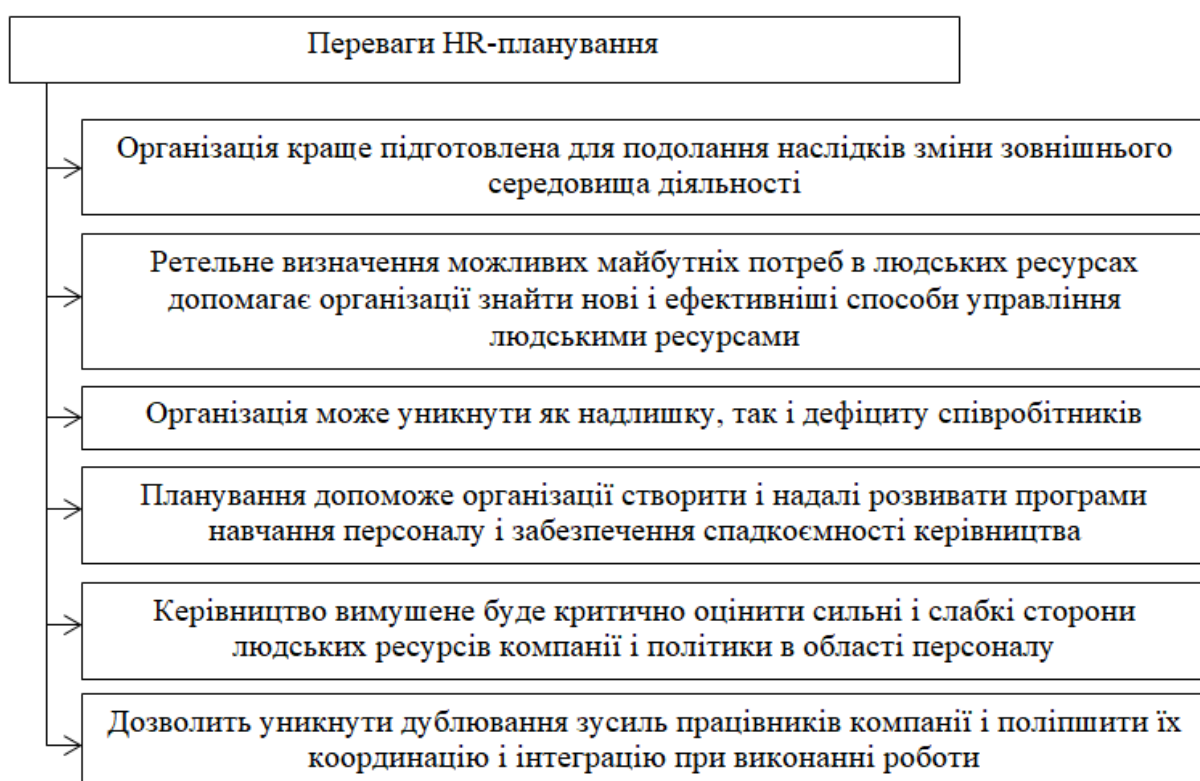 Переваги HR-планування
Організація краще підготовлена для подолання наслідків зміни зовнішнього
середовища діяльності
Ретельне визначення можливих майбутніх потреб в людських ресурсах
допомагає організації знайти нові і ефективніші способи управління
людськими ресурсами
Організація може уникнути як надлишку, так і дефіциту співробітників
Планування допоможе організації створити і надалі розвивати програми
навчання персоналу і забезпечення спадкоємності керівництва
Керівництво вимушене буде критично оцінити сильні і слабкі сторони
людських ресурсів компанії і політики в області персоналу
Дозволить уникнути дублювання зусиль працівників компанії і поліпшити їх
координацію і інтеграцію при виконанні роботи